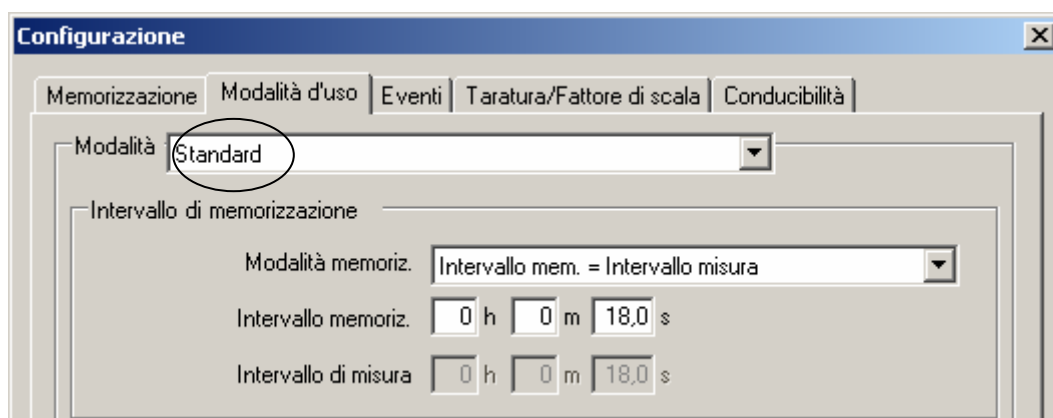 Configurazione
Memorizzazione Modalità d'uso Eventi Taratura/Fattore di scala Conducibilità
Modalità Standard
Intervallo di memorizzazione
Modalità memoriz. Intervallo mem. = Intervallo misura
Intervallo memoriz. 0 h 0 m 18,0 s
Intervallo di misura 0 h 0 m 18,0 s